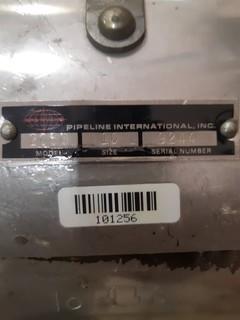 PIPELINE INTERNATIONAL, INC.
MODEL SIZE SERIAL NUMBER
101256